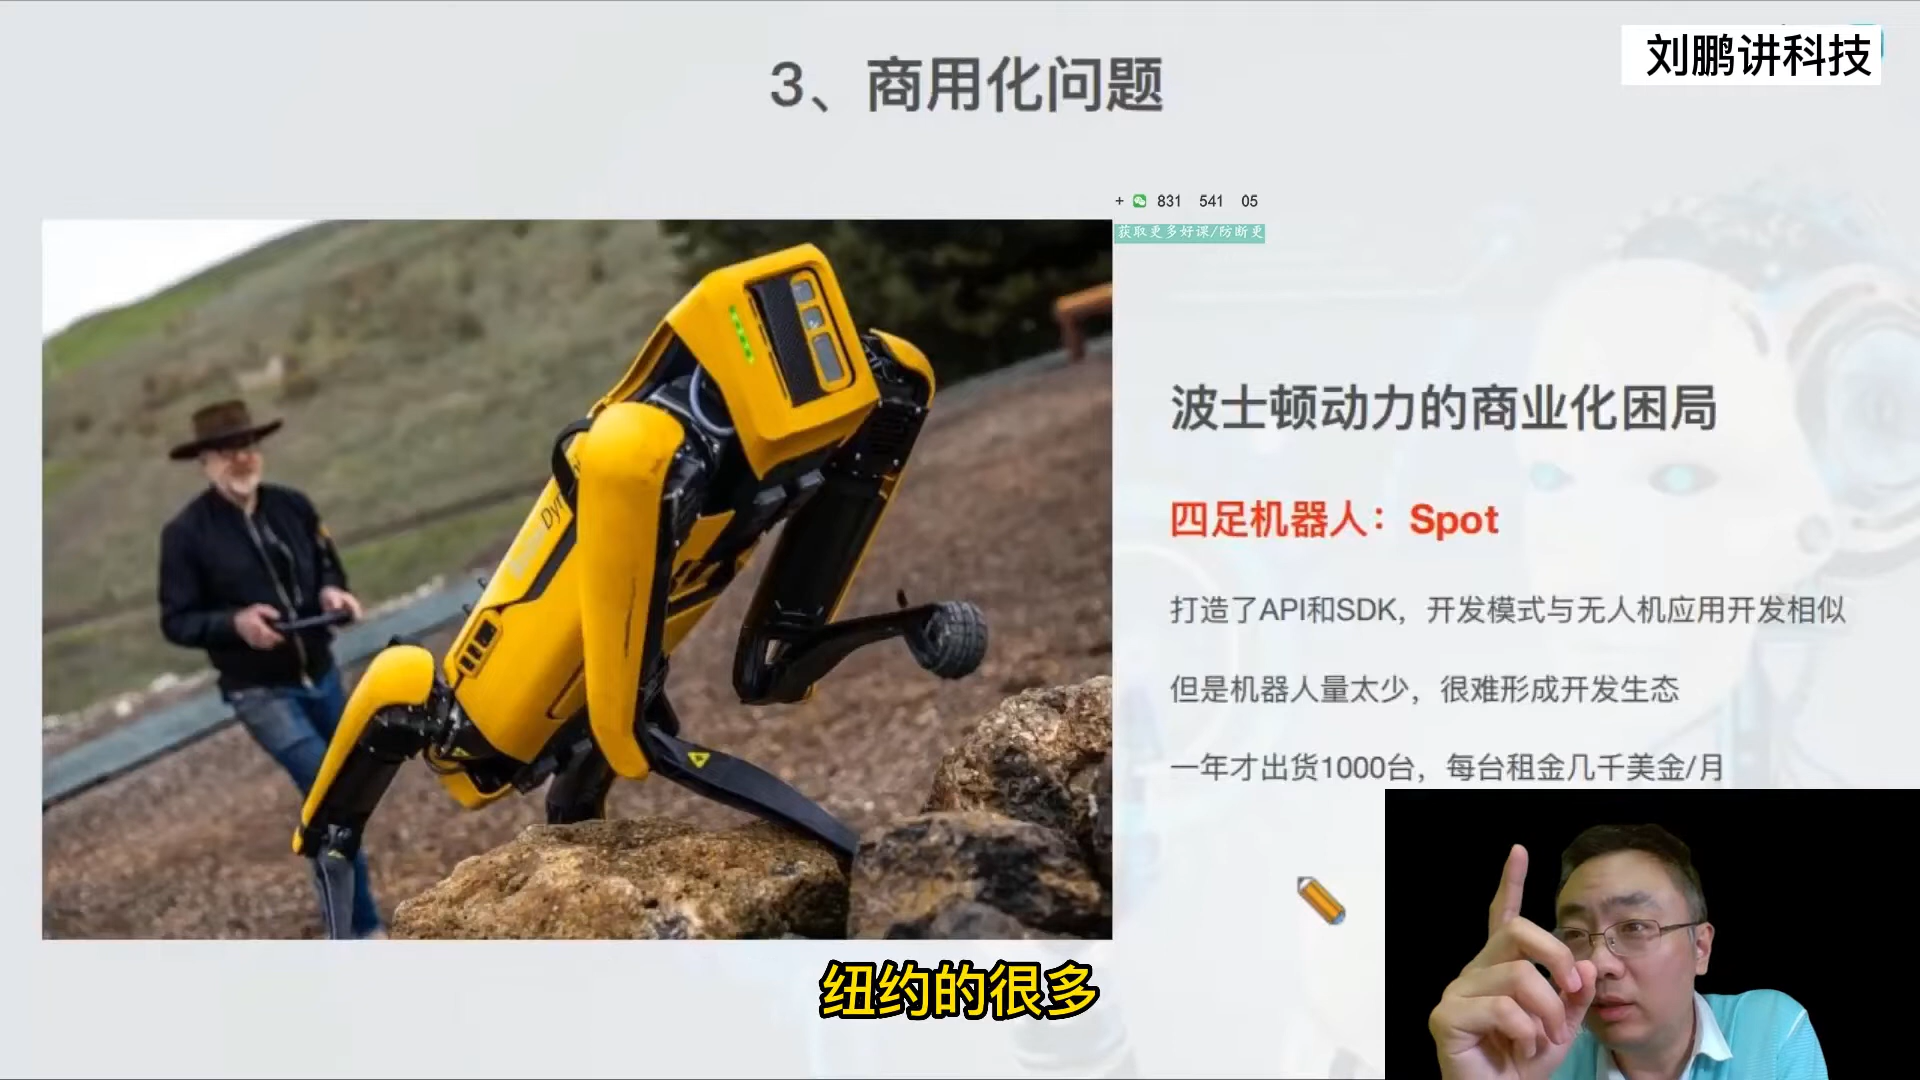 3、商用化问题
刘鹏讲科技
+ 831 541 05
获取更多好课/防断更
波士顿动力的商业化困局
四足机器人：Spot
打造了API和SDK，开发模式与无人机应用开发相似
但是机器人量太少，很难形成开发生态
一年才出货1000台，每台租金几千美金/月
纽约的很多